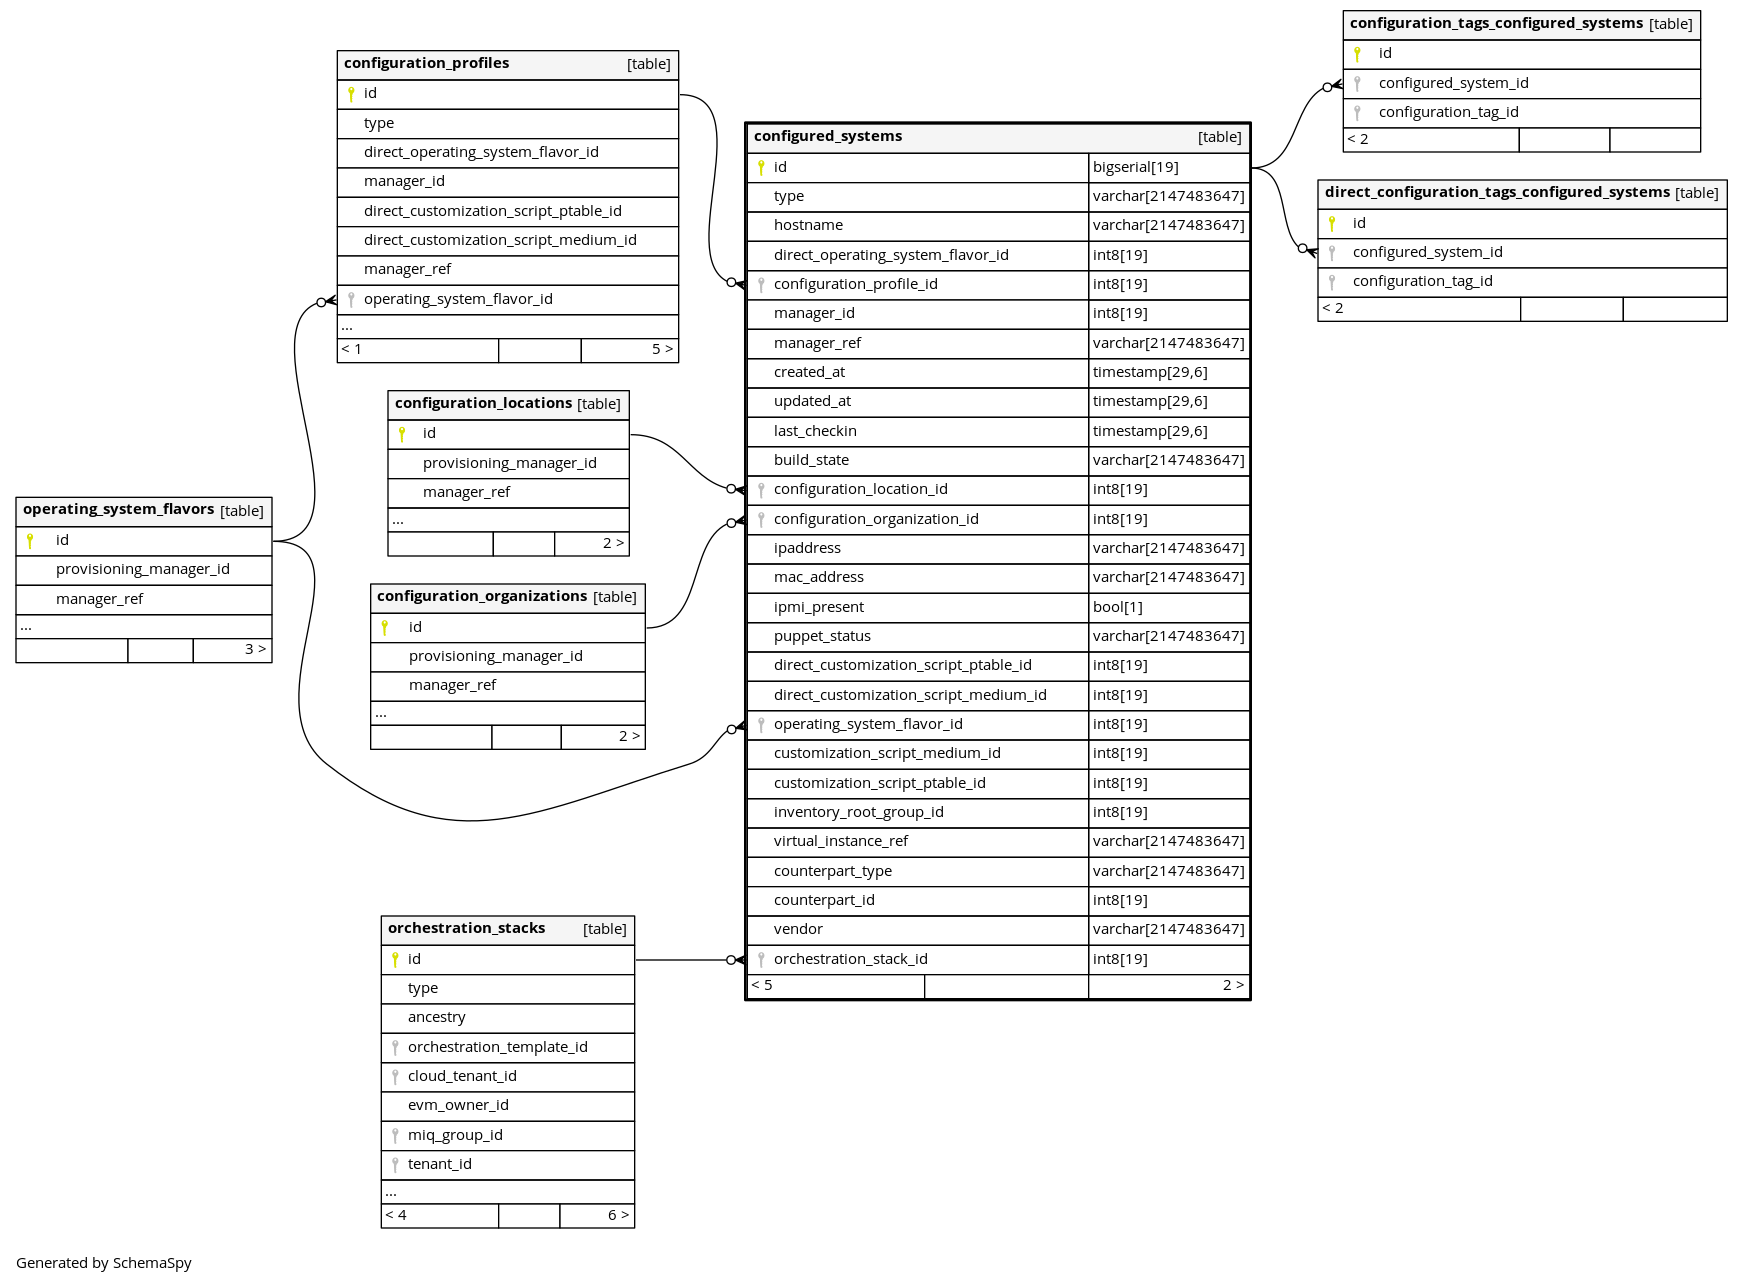 configuration_tags_configured_systems [table]
id
configured_system_id
configuration_tag_id
< 2
configuration_profiles [table]
id
type
direct_operating_system_flavor_id
manager_id
direct_customization_script_ptable_id
direct_customization_script_medium_id
manager_ref
operating_system_flavor_id
...
< 1 5 >
configured_systems [table]
id bigserial[19]
type varchar[2147483647]
hostname varchar[2147483647]
direct_operating_system_flavor_id int8[19]
configuration_profile_id int8[19]
manager_id int8[19]
manager_ref varchar[2147483647]
created_at timestamp[29,6]
updated_at timestamp[29,6]
last_checkin timestamp[29,6]
build_state varchar[2147483647]
configuration_location_id int8[19]
configuration_organization_id int8[19]
ipaddress varchar[2147483647]
mac_address varchar[2147483647]
ipmi_present bool[1]
puppet_status varchar[2147483647]
direct_customization_script_ptable_id int8[19]
direct_customization_script_medium_id int8[19]
operating_system_flavor_id int8[19]
customization_script_medium_id int8[19]
customization_script_ptable_id int8[19]
inventory_root_group_id int8[19]
virtual_instance_ref varchar[2147483647]
counterpart_type varchar[2147483647]
counterpart_id int8[19]
vendor varchar[2147483647]
orchestration_stack_id int8[19]
< 5 2 >
direct_configuration_tags_configured_systems [table]
id
configured_system_id
configuration_tag_id
< 2
configuration_locations [table]
id
provisioning_manager_id
manager_ref
...
2 >
operating_system_flavors [table]
id
provisioning_manager_id
manager_ref
...
3 >
configuration_organizations [table]
id
provisioning_manager_id
manager_ref
...
2 >
orchestration_stacks [table]
id
type
ancestry
orchestration_template_id
cloud_tenant_id
evm_owner_id
miq_group_id
tenant_id
...
< 4 6 >
Generated by SchemaSpy